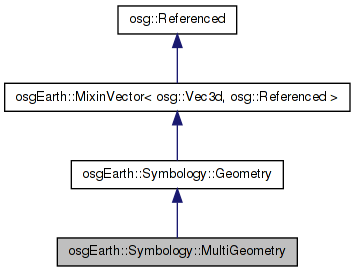 osg::Referenced
osgEarth::MixinVector< osg::Vec3d, osg::Referenced >
osgEarth::Symbology::Geometry
osgEarth::Symbology::MultiGeometry